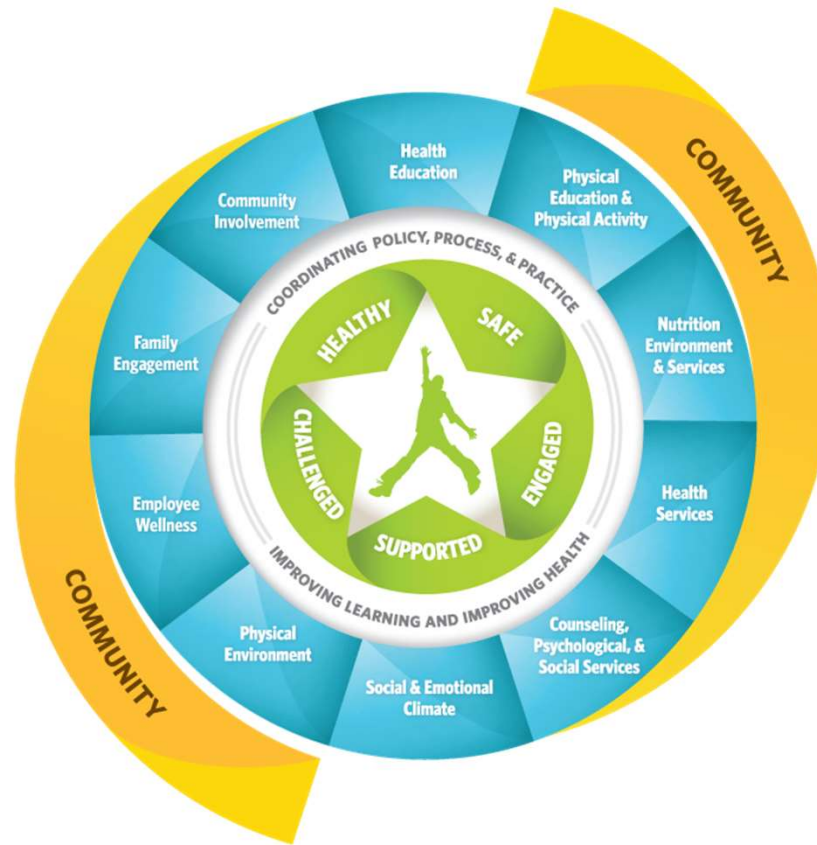 COMMUNITY
Health
Education
Physical
Education &
Physical Activity
Nutrition
Environment
& Services
Health
Services
Counseling,
Psychological, &
Social Services
Social & Emotional
Climate
Physical
Environment
Employee
Wellness
Family
Engagement
Community
Involvement
COORDINATING POLICY, PROCESS, & PRACTICE
IMPROVING LEARNING AND IMPROVING HEALTH
HEALTHY
SAFE
ENGAGED
SUPPORTED
CHALLENGED
COMMUNITY